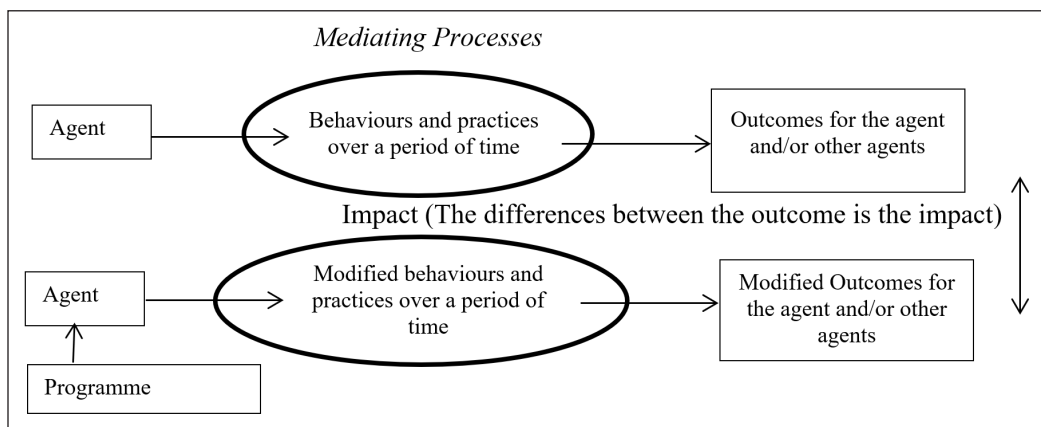 Mediating Processes
Agent
Behaviours and practices
over a period of time
Outcomes for the agent
and/or other agents
Impact (The differences between the outcome is the impact)
Agent
Modified behaviours and
practices over a period of
time
Modified Outcomes for
the agent and/or other
agents
Programme